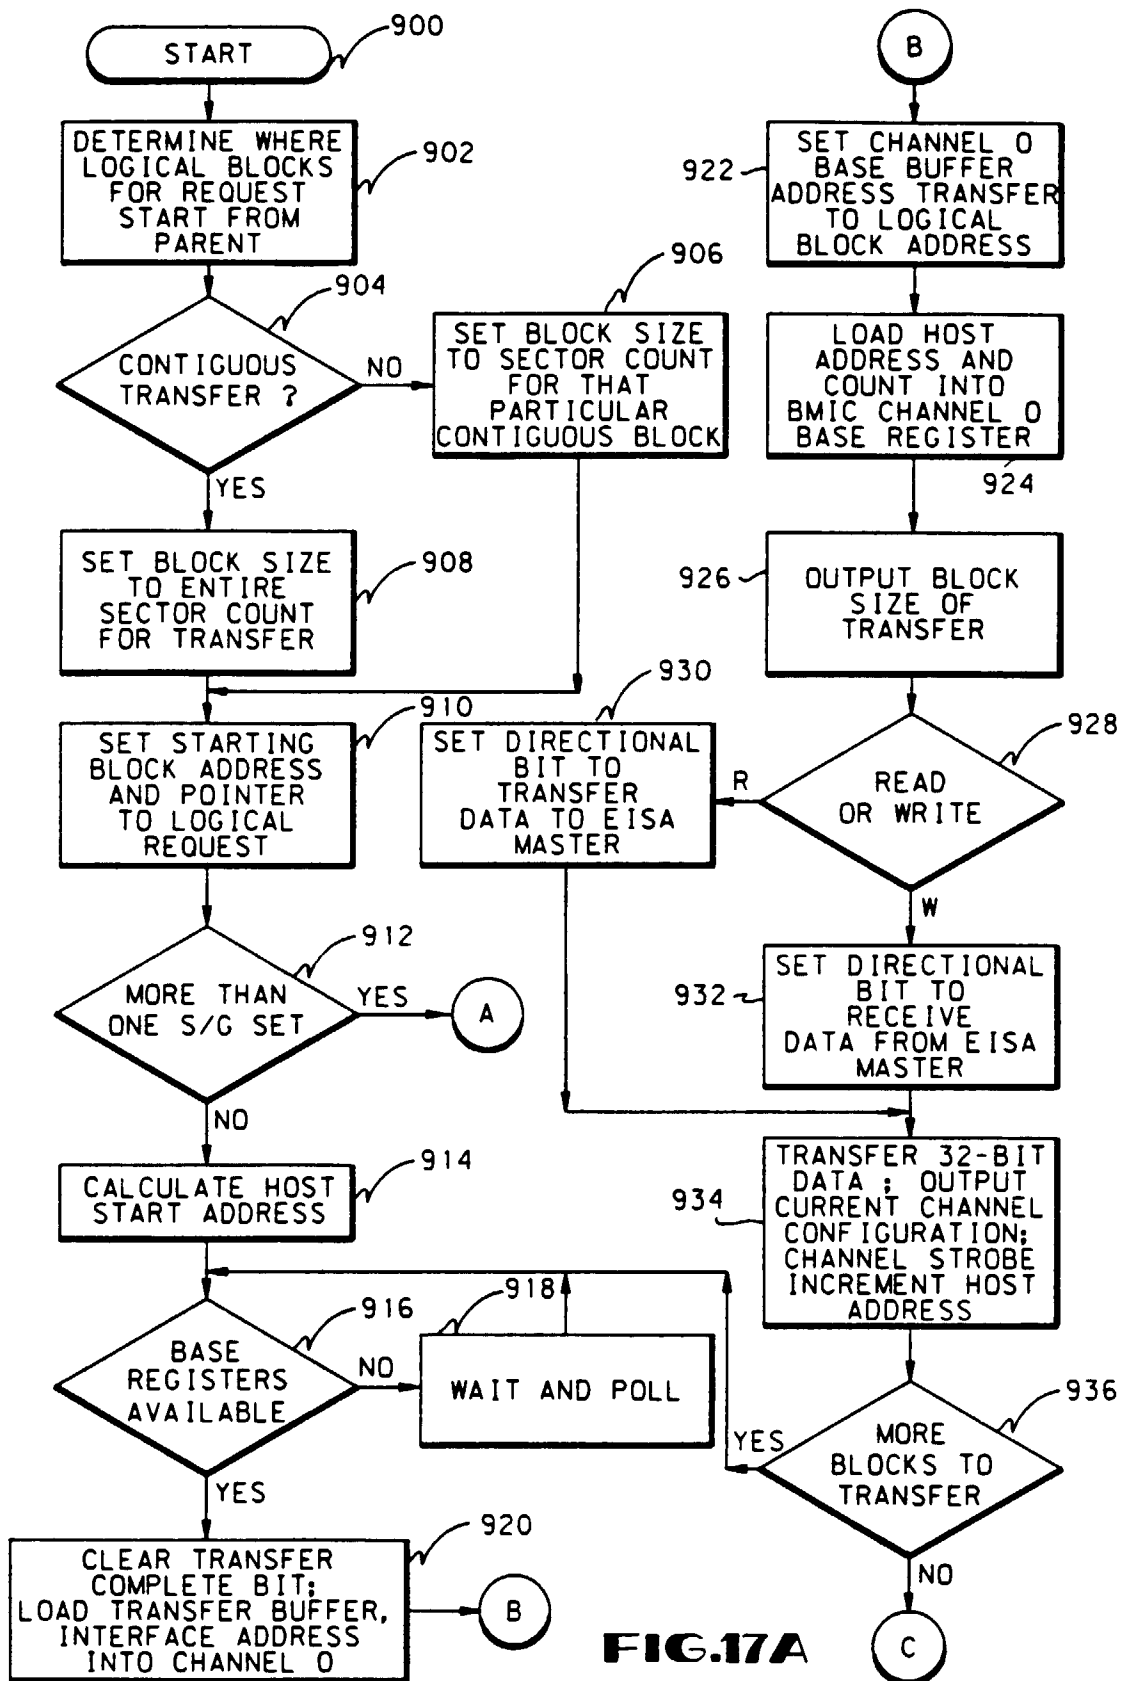 START
900
DETERMINE WHERE
LOGICAL BLOCKS
FOR REQUEST
START FROM
PARENT
902
904
CONTIGUOUS
TRANSFER ?
NO
YES
906
SET BLOCK SIZE
TO SECTOR COUNT
FOR THAT
PARTICULAR
CONTIGUOUS BLOCK
SET BLOCK SIZE
TO ENTIRE
SECTOR COUNT
FOR TRANSFER
908
910
SET STARTING
BLOCK ADDRESS
AND POINTER
TO LOGICAL
REQUEST
912
MORE THAN
ONE S/G SET
YES
A
NO
CALCULATE HOST
START ADDRESS
914
916
BASE
REGISTERS
AVAILABLE
NO
918
WAIT AND POLL
YES
920
CLEAR TRANSFER
COMPLETE BIT;
LOAD TRANSFER BUFFER,
INTERFACE ADDRESS
INTO CHANNEL 0
B
B
922
SET CHANNEL 0
BASE BUFFER
ADDRESS TRANSFER
TO LOGICAL
BLOCK ADDRESS
LOAD HOST
ADDRESS AND
COUNT INTO
BMIC CHANNEL 0
BASE REGISTER
924
926
OUTPUT BLOCK
SIZE OF
TRANSFER
928
READ
OR WRITE
R
W
930
SET DIRECTIONAL
BIT TO
TRANSFER
DATA TO EISA
MASTER
932
SET DIRECTIONAL
BIT TO
RECEIVE
DATA FROM EISA
MASTER
934
TRANSFER 32-BIT
DATA ; OUTPUT
CURRENT CHANNEL
CONFIGURATION;
CHANNEL STROBE
INCREMENT HOST
ADDRESS
936
MORE
BLOCKS TO
TRANSFER
YES
NO
C
FIG.17A